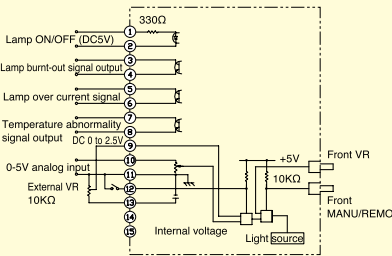 330Ω
Lamp ON/OFF (DC5V)
1
2
Lamp burnt-out signal output
3
4
Lamp over current signal
5
6
Temperature abnormality
signal output
7
8
DC 0 to 2.5V
9
0-5V analog input
10
11
External VR
10KΩ
12
13
14
15
Internal voltage
+5V
10KΩ
Front VR
Front
MANU/REMO
Light source